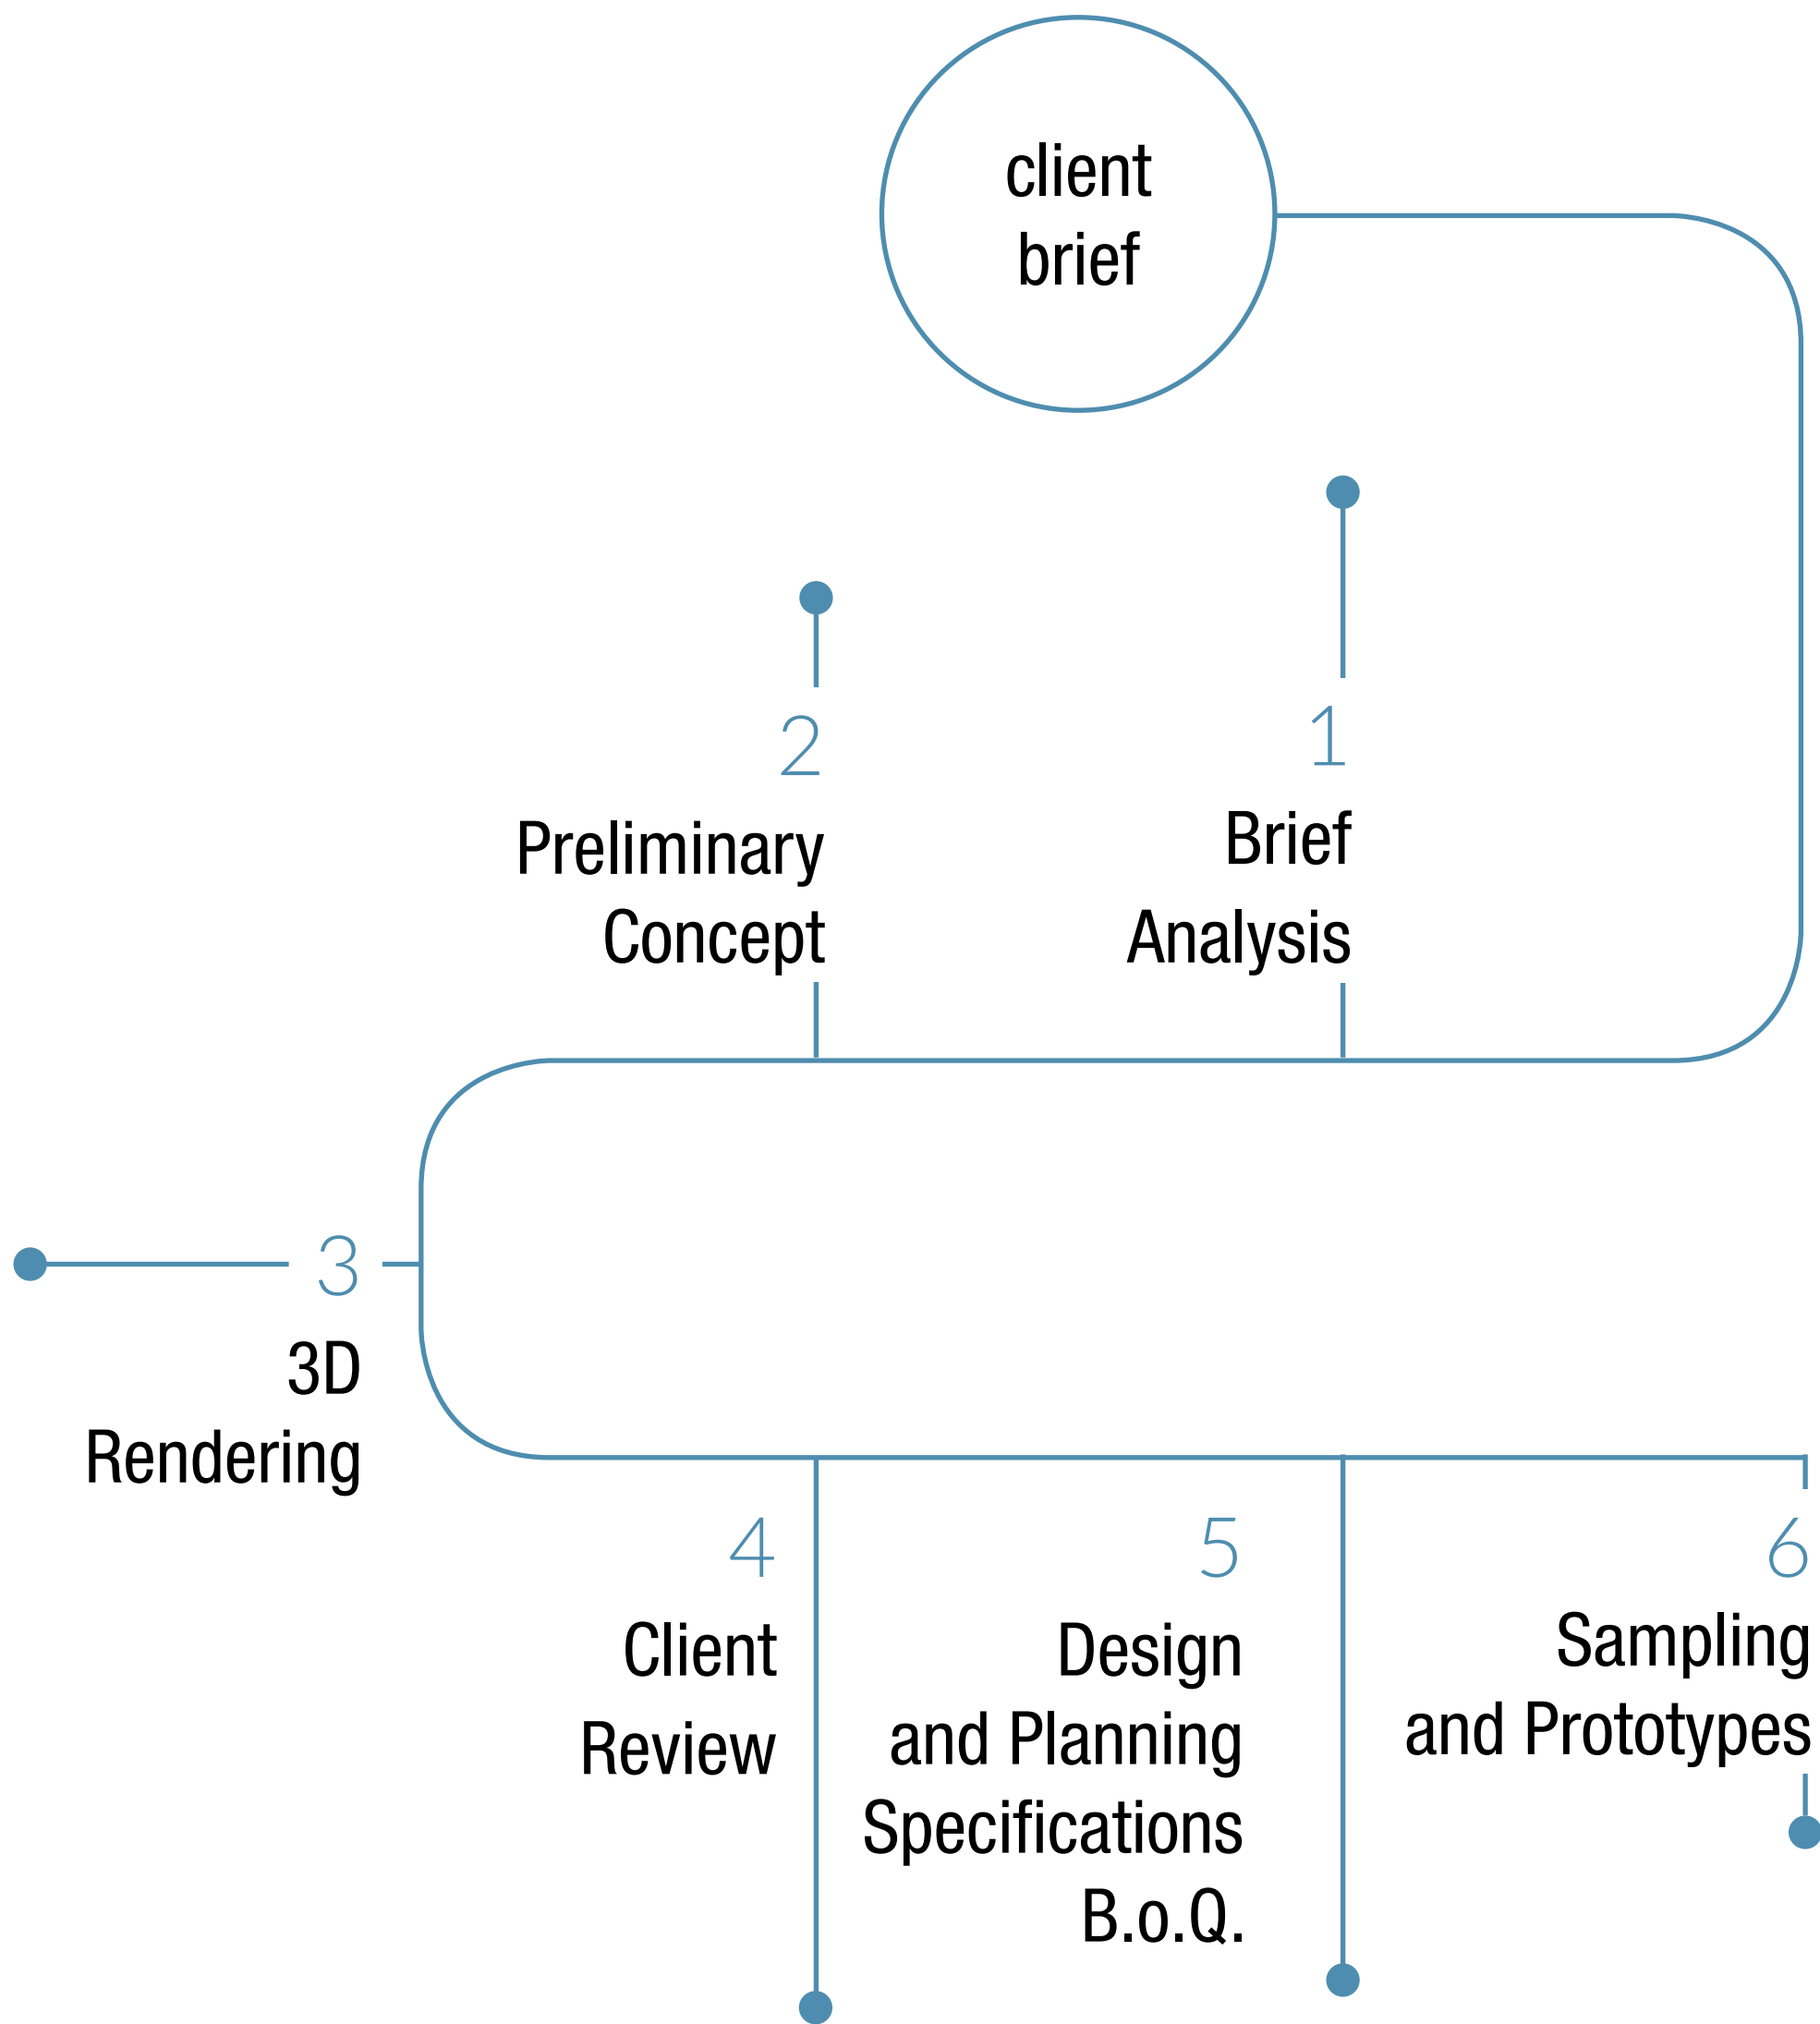 client
brief
1
Brief
Analysis
2
Preliminary
Concept
3
3D
Rendering
4
Client
Review
5
Design
and Planning
Specifications
B.o.Q.
6
Sampling
and Prototypes